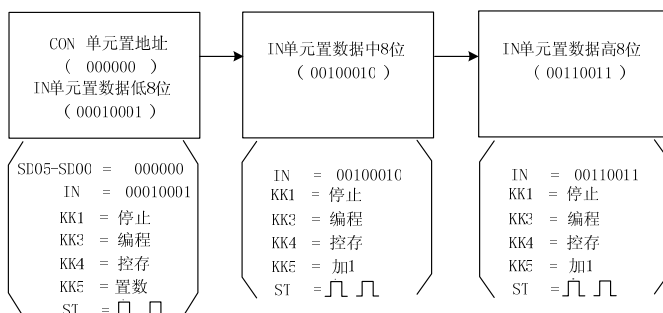 CON 单元置地址
( 000000 )
IN单元置数据低8位
(00010001)
IN单元置数据中8位
(00100010)
IN单元置数据高8位
(00110011)
SD05-SD00 = 000000
IN = 00010001
KK1 = 停止
KK3 = 编程
KK4 = 控存
KK5 = 置数
ST =
IN = 00100010
KK1 = 停止
KK3 = 编程
KK4 = 控存
KK5 = 加1
ST =
IN = 00110011
KK1 = 停止
KK3 = 编程
KK4 = 控存
KK5 = 加1
ST =